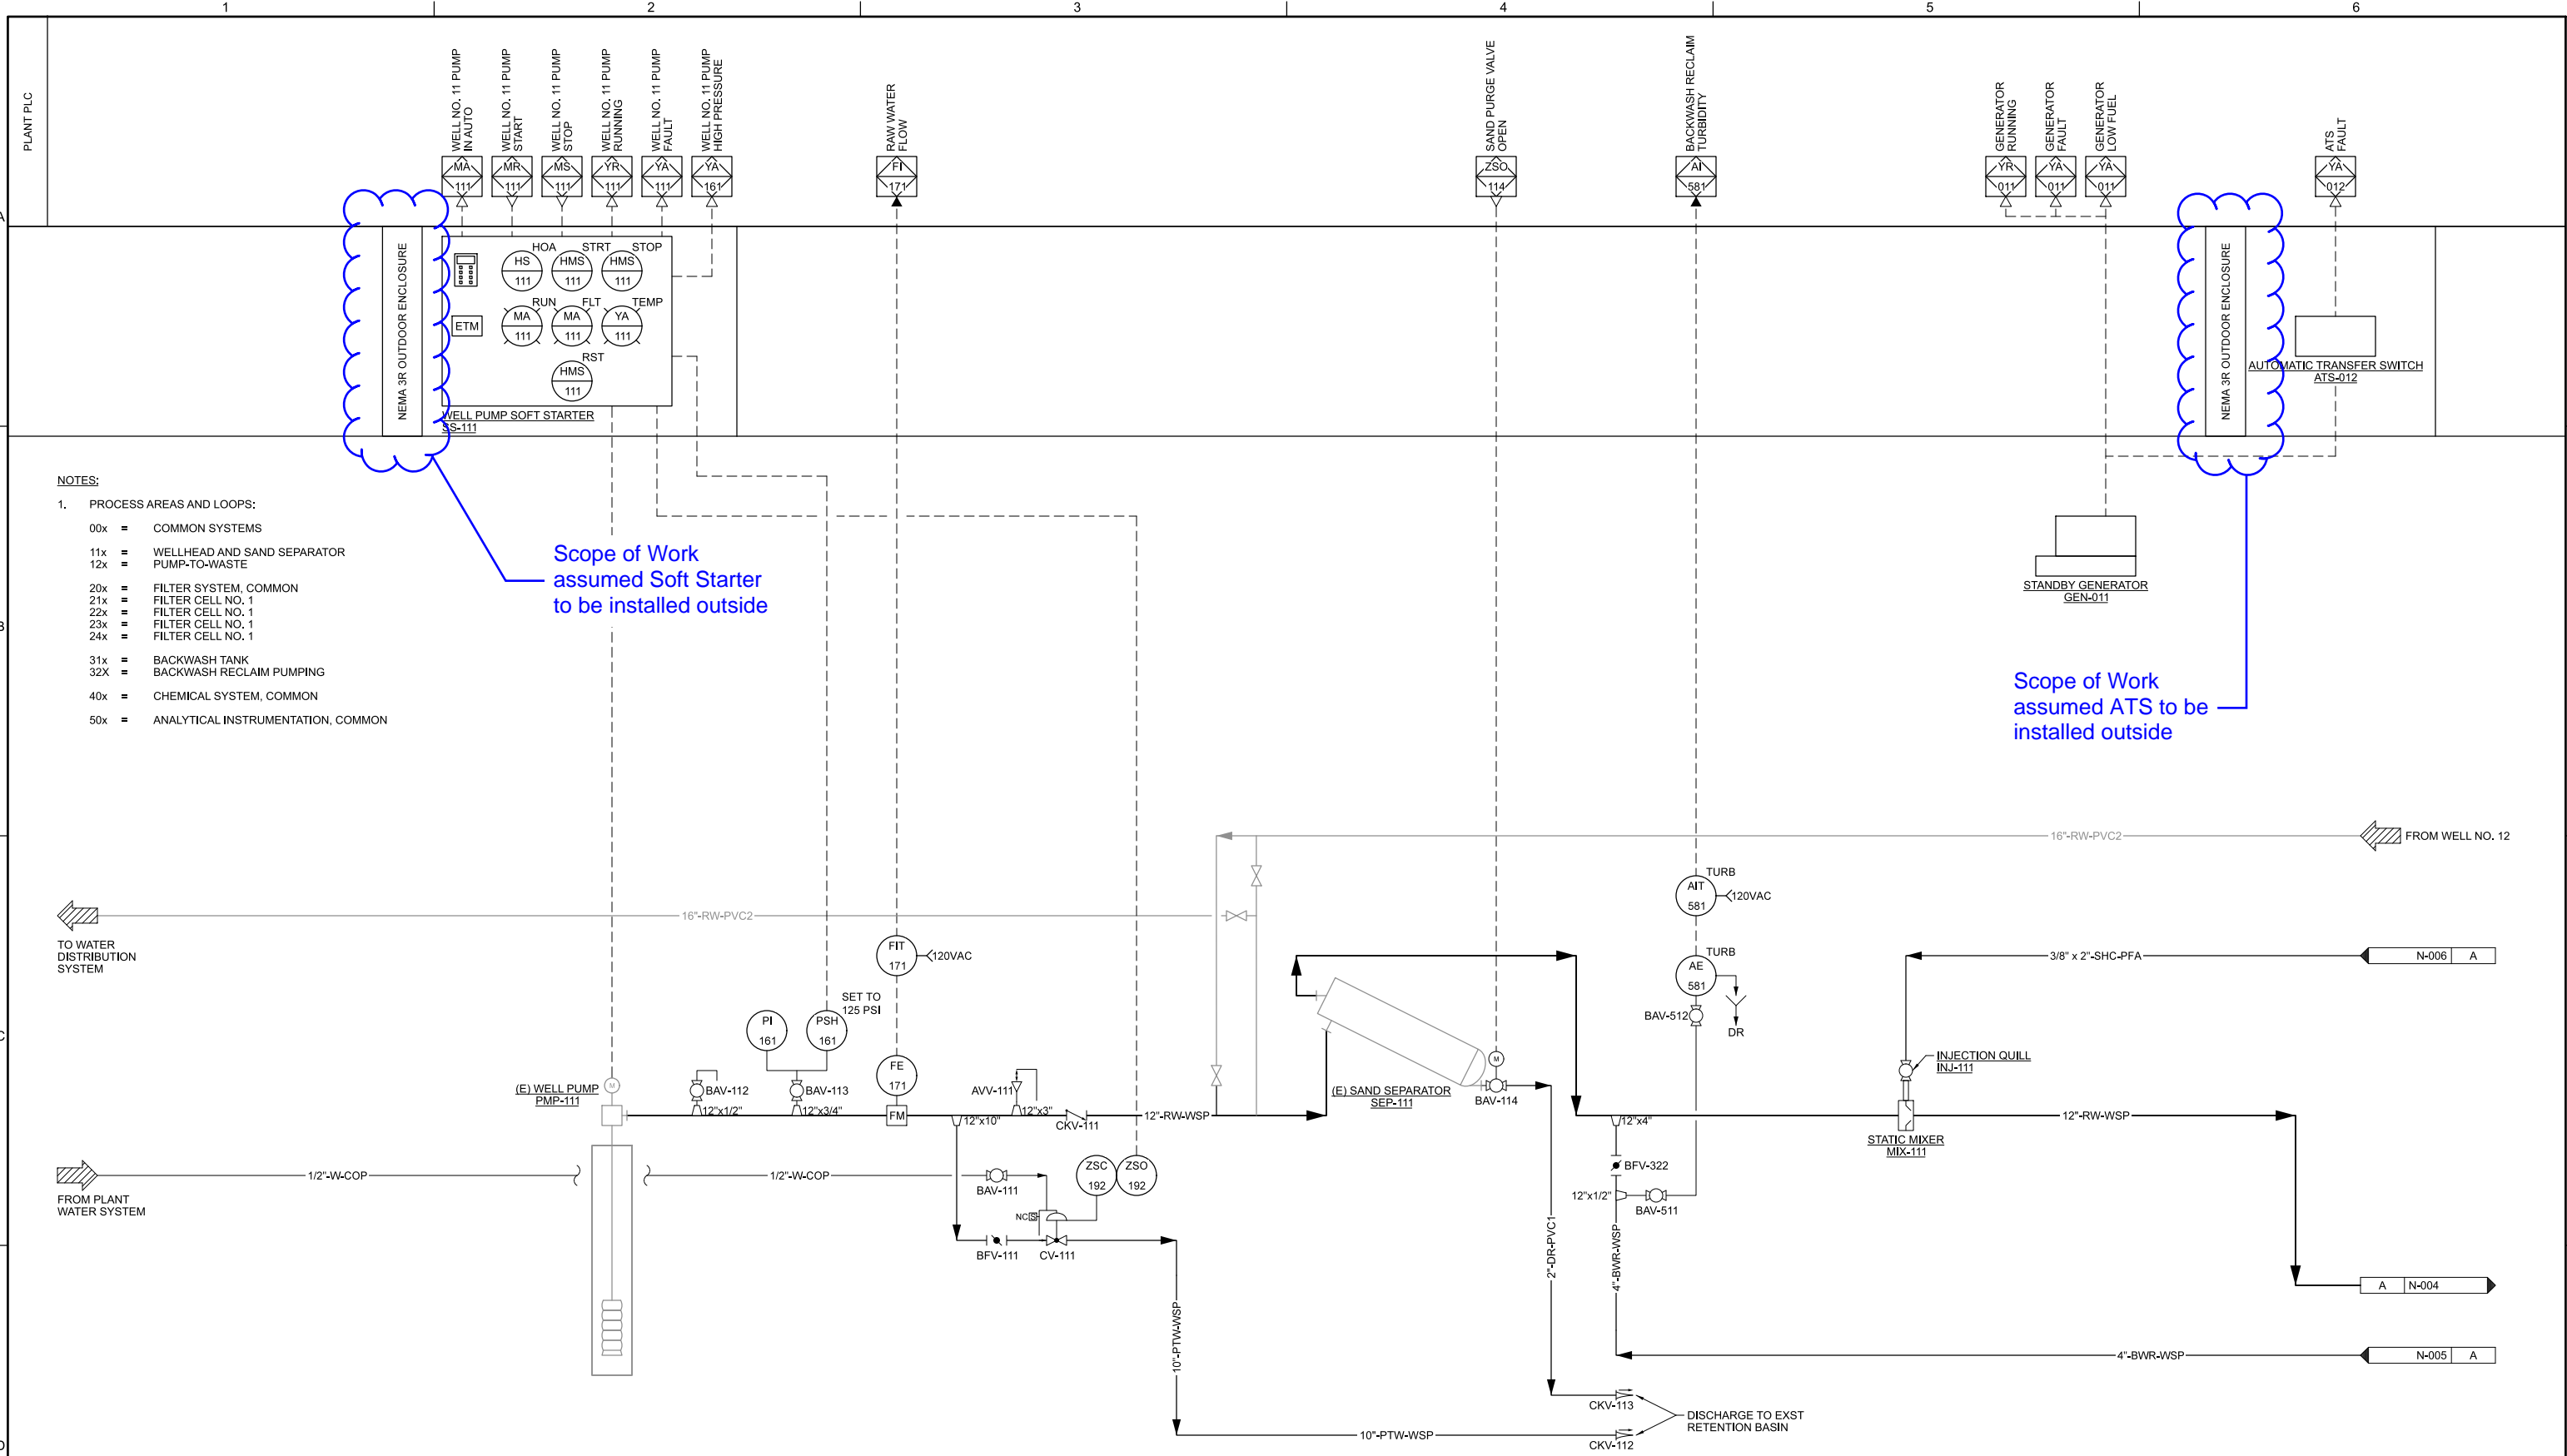 1
2
3
4
5
6
A
B
C
D
PLANT PLC
WELL NO. 11 PUMP
IN AUTO
WELL NO. 11 PUMP
START
WELL NO. 11 PUMP
STOP
WELL NO. 11 PUMP
RUNNING
WELL NO. 11 PUMP
FAULT
WELL NO. 11 PUMP
HIGH PRESSURE
RAW WATER
FLOW
SAND PURGE VALVE
OPEN
BACKWASH RECLAIM
TURBIDITY
GENERATOR
RUNNING
GENERATOR
FAULT
GENERATOR
LOW FUEL
ATS
FAULT
MA
111
MR
111
MS
111
YR
111
YA
111
YA
161
FI
171
ZSO
114
AI
581
YR
011
YA
011
YA
011
YA
012
NEMA 3R OUTDOOR ENCLOSURE
HOA
HS
111
STRT
HMS
111
STOP
HMS
111
ETM
RUN
MA
111
FLT
MA
111
TEMP
YA
111
RST
HMS
111
WELL PUMP SOFT STARTER
SS-111
NEMA 3R OUTDOOR ENCLOSURE
AUTOMATIC TRANSFER SWITCH
ATS-012
NOTES:
1. PROCESS AREAS AND LOOPS:
00x = COMMON SYSTEMS
11x = WELLHEAD AND SAND SEPARATOR
12x = PUMP-TO-WASTE
20x = FILTER SYSTEM, COMMON
21x = FILTER CELL NO. 1
22x = FILTER CELL NO. 1
23x = FILTER CELL NO. 1
24x = FILTER CELL NO. 1
31x = BACKWASH TANK
32X = BACKWASH RECLAIM PUMPING
40x = CHEMICAL SYSTEM, COMMON
50x = ANALYTICAL INSTRUMENTATION, COMMON
Scope of Work
assumed Soft Starter
to be installed outside
STANDBY GENERATOR
GEN-011
Scope of Work
assumed ATS to be
installed outside
16"-RW-PVC2
FROM WELL NO. 12
16"-RW-PVC2
TO WATER
DISTRIBUTION
SYSTEM
TURB
AIT
581
120VAC
FIT
171
120VAC
TURB
AE
581
DR
BAV-512
3/8" x 2"-SHC-PFA
N-006 A
SET TO
125 PSI
PI
161
PSH
161
FE
171
FM
(E) WELL PUMP
PMP-111
M
BAV-112
12"x1/2"
BAV-113
12"x3/4"
AVV-111
12"x3"
12"x10"
CKV-111
12"-RW-WSP
(E) SAND SEPARATOR
SEP-111
M
BAV-114
12"x4"
INJECTION QUILL
INJ-111
STATIC MIXER
MIX-111
12"-RW-WSP
1/2"-W-COP
1/2"-W-COP
FROM PLANT
WATER SYSTEM
BAV-111
ZSC
192
ZSO
192
NC S
BFV-111
CV-111
BFV-322
12"x1/2"
BAV-511
2"-DR-PVC1
4"-BWR-WSP
10"-PTW-WSP
A N-004
4"-BWR-WSP
N-005 A
CKV-113
DISCHARGE TO EXST
RETENTION BASIN
10"-PTW-WSP
CKV-112